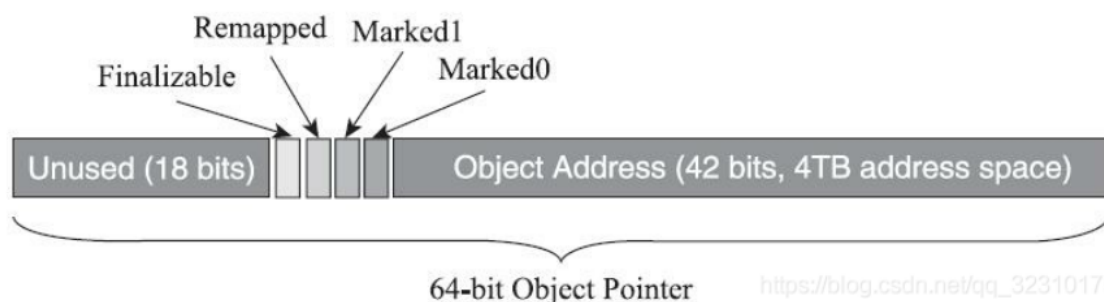 Remapped Marked1
Finalizable Marked0
Unused (18 bits) Object Address (42 bits, 4TB address space)
64-bit Object Pointer
https://blog.csdn.net/qq_3231017